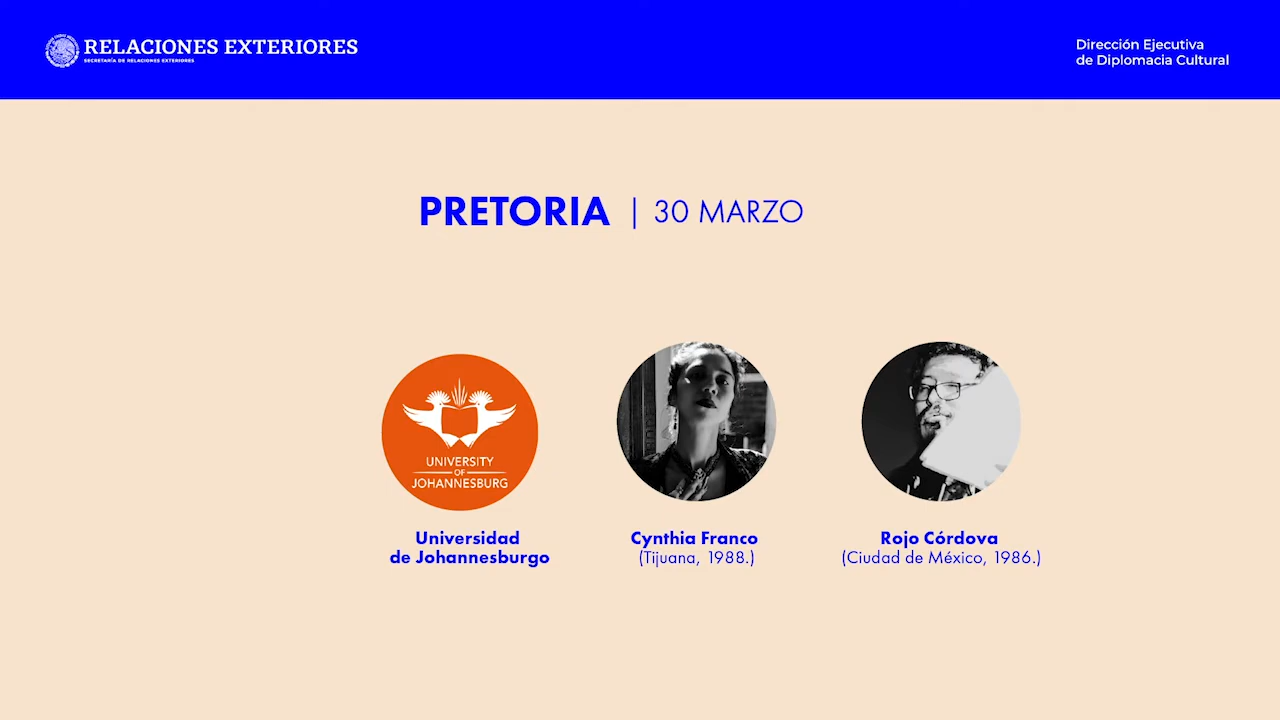 RELACIONES EXTERIORES
SECRETARÍA DE RELACIONES EXTERIORES
Dirección Ejecutiva
de Diplomacia Cultural
PRETORIA | 30 MARZO
UNIVERSITY
OF
JOHANNESBURG
Universidad
de Johannesburgo
Cynthia Franco
(Tijuana, 1988.)
Rojo Córdova
(Ciudad de México, 1986.)